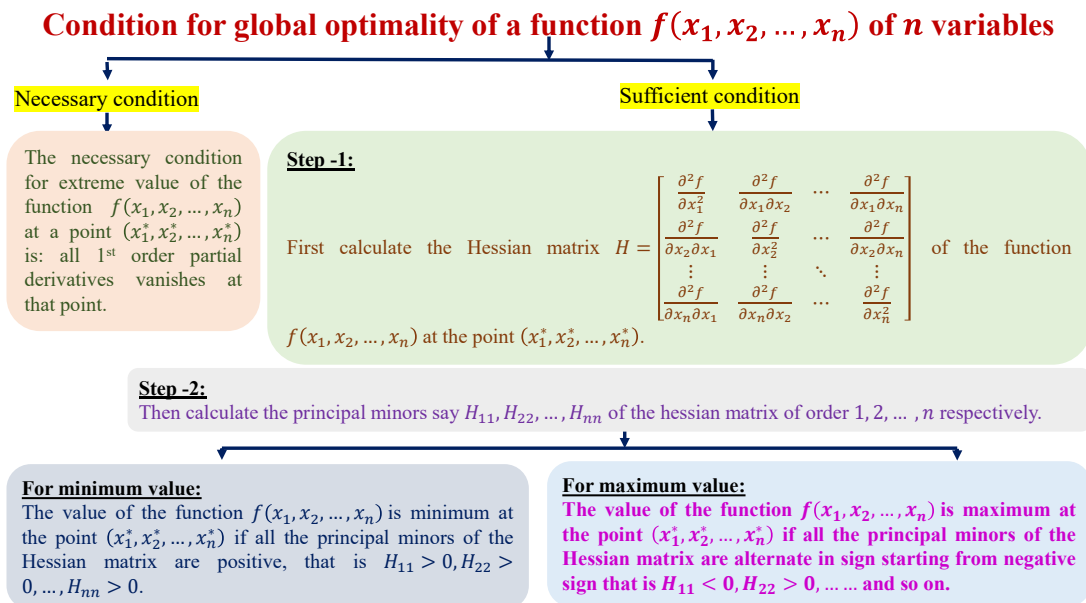 Condition for global optimality of a function f(x₁, x₂, …, xₙ) of n variables
Necessary condition
Sufficient condition
The necessary condition
for extreme value of the
function f(x₁, x₂, …, xₙ)
at a point (x₁*, x₂*, …, xₙ*)
is: all 1st order partial
derivatives vanishes at
that point.
Step -1:
First calculate the Hessian matrix H = [∂²f/∂x₁² ∂²f/∂x₁∂x₂ ⋯ ∂²f/∂x₁∂xₙ; ∂²f/∂x₂∂x₁ ∂²f/∂x₂² ⋯ ∂²f/∂x₂∂xₙ; ⋮ ⋮ ⋱ ⋮; ∂²f/∂xₙ∂x₁ ∂²f/∂xₙ∂x₂ ⋯ ∂²f/∂xₙ²] of the function
f(x₁, x₂, …, xₙ) at the point (x₁*, x₂*, …, xₙ*).
Step -2:
Then calculate the principal minors say H₁₁, H₂₂, …, Hₙₙ of the hessian matrix of order 1, 2, … , n respectively.
For minimum value:
The value of the function f(x₁, x₂, …, xₙ) is minimum at
the point (x₁*, x₂*, …, xₙ*) if all the principal minors of the
Hessian matrix are positive, that is H₁₁ > 0, H₂₂ >
0, …, Hₙₙ > 0.
For maximum value:
The value of the function f(x₁, x₂, …, xₙ) is maximum at
the point (x₁*, x₂*, …, xₙ*) if all the principal minors of the
Hessian matrix are alternate in sign starting from negative
sign that is H₁₁ < 0, H₂₂ > 0, … … and so on.